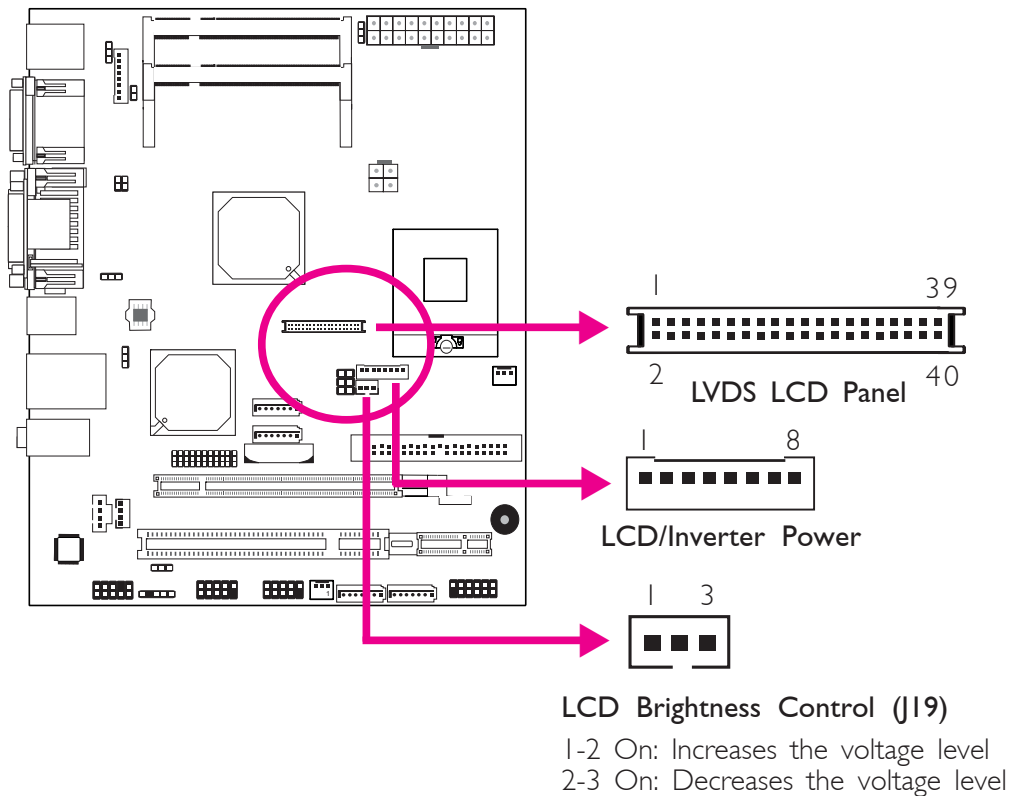 1 39
2 40
LVDS LCD Panel
1 8
LCD/Inverter Power
1 3
LCD Brightness Control (J19)
1-2 On: Increases the voltage level
2-3 On: Decreases the voltage level
1